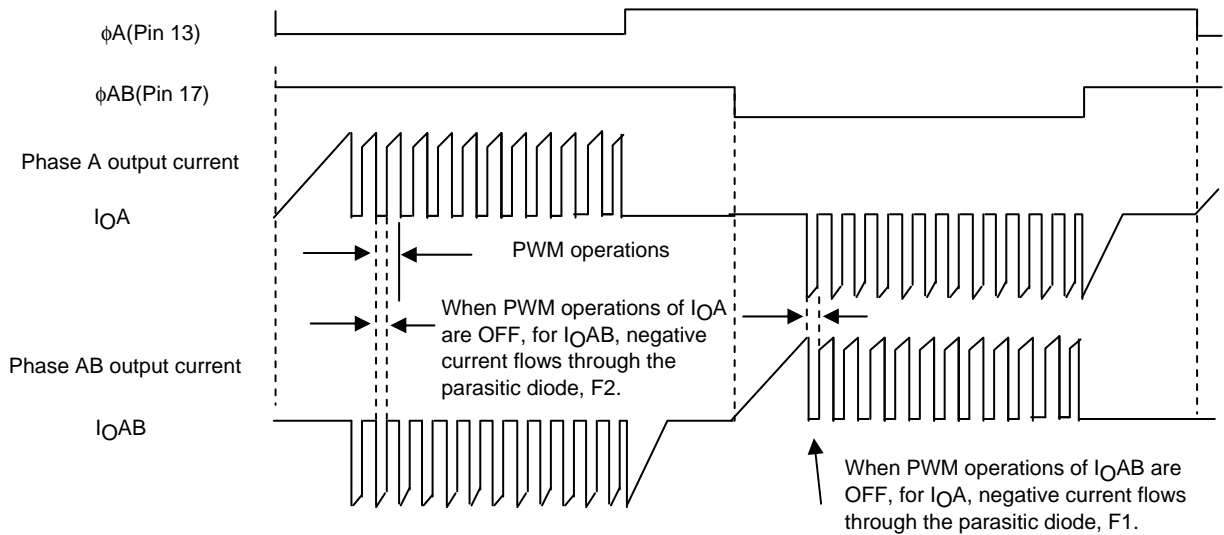 ϕA(Pin 13)
ϕAB(Pin 17)
Phase A output current
IOA
PWM operations
When PWM operations of IOA
are OFF, for IOAB, negative
current flows through the
parasitic diode, F2.
Phase AB output current
IOAB
When PWM operations of IOAB are
OFF, for IOA, negative current flows
through the parasitic diode, F1.